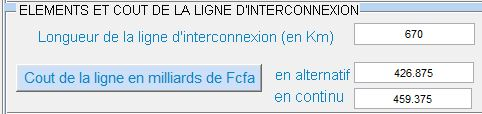 ELEMENTS ET COUT DE LA LIGNE D'INTERCONNEXION
Longueur de la ligne d'interconnexion (en Km) 670
Cout de la ligne en milliards de Fcfa en alternatif 426.875
en continu 459.375